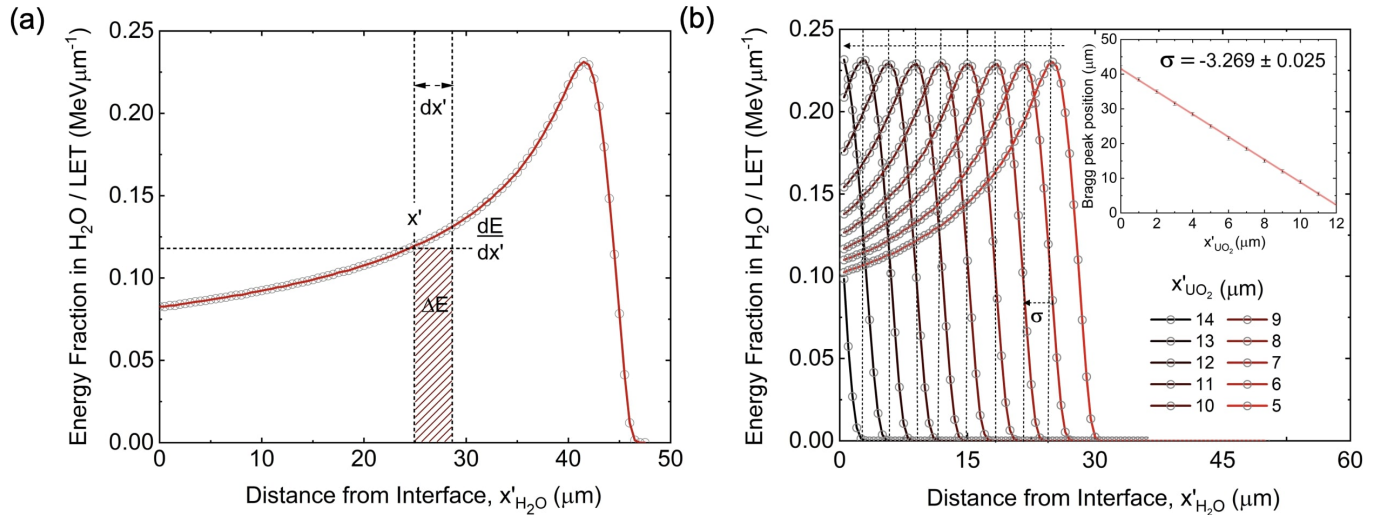 (a)
Energy Fraction in H₂O / LET (MeVμm⁻¹)
0.25
0.20
0.15
0.10
0.05
0.00
dx'
x'
dE
dx'
ΔE
0 10 20 30 40 50
Distance from Interface, x'H₂O (μm)
(b)
Energy Fraction in H₂O / LET (MeVμm⁻¹)
0.25
0.20
0.15
0.10
0.05
0.00
σ
Bragg peak position (μm)
50
40
30
20
10
0
σ = -3.269 ± 0.025
0 2 4 6 8 10 12
x'UO₂(μm)
x'UO₂ (μm)
14 9
13 8
12 7
11 6
10 5
0 15 30 45 60
Distance from Interface, x'H₂O (μm)